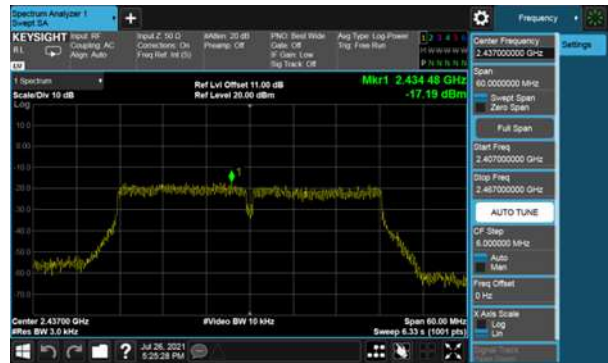 Spectrum Analyzer 1
Swept SA
+
Frequency
KEYSIGHT
Input: RF
Coupling: AC
Align: Auto
Input Z: 50 Ω
Corrections: On
Freq Ref: Int (S)
#Atten: 20 dB
Preamp: Off
PNO: Best Wide
Gate: Off
IF Gain: Low
Sig Track: Off
Avg Type: Log-Power
Trig: Free Run
1 2 3 4 5 6
P N N N N N
Center Frequency
2.437000000 GHz
Settings
1 Spectrum
Scale/Div 10 dB
Ref Lvl Offset 11.00 dB
Ref Level 20.00 dBm
Mkr1 2.434 48 GHz
-17.19 dBm
Span
60.0000000 MHz
Swept Span
Zero Span
Full Span
Start Freq
2.407000000 GHz
Stop Freq
2.467000000 GHz
AUTO TUNE
CF Step
6.000000 MHz
Auto
Man
Freq Offset
0 Hz
X Axis Scale
Log
Lin
Log
10.0
0.00
-10.0
-20.0
-30.0
-40.0
-50.0
-60.0
-70.0
1
Center 2.43700 GHz
#Res BW 3.0 kHz
#Video BW 10 kHz
Span 60.00 MHz
Sweep 6.33 s (1001 pts)
?
Jul 26, 2021
5:25:28 PM